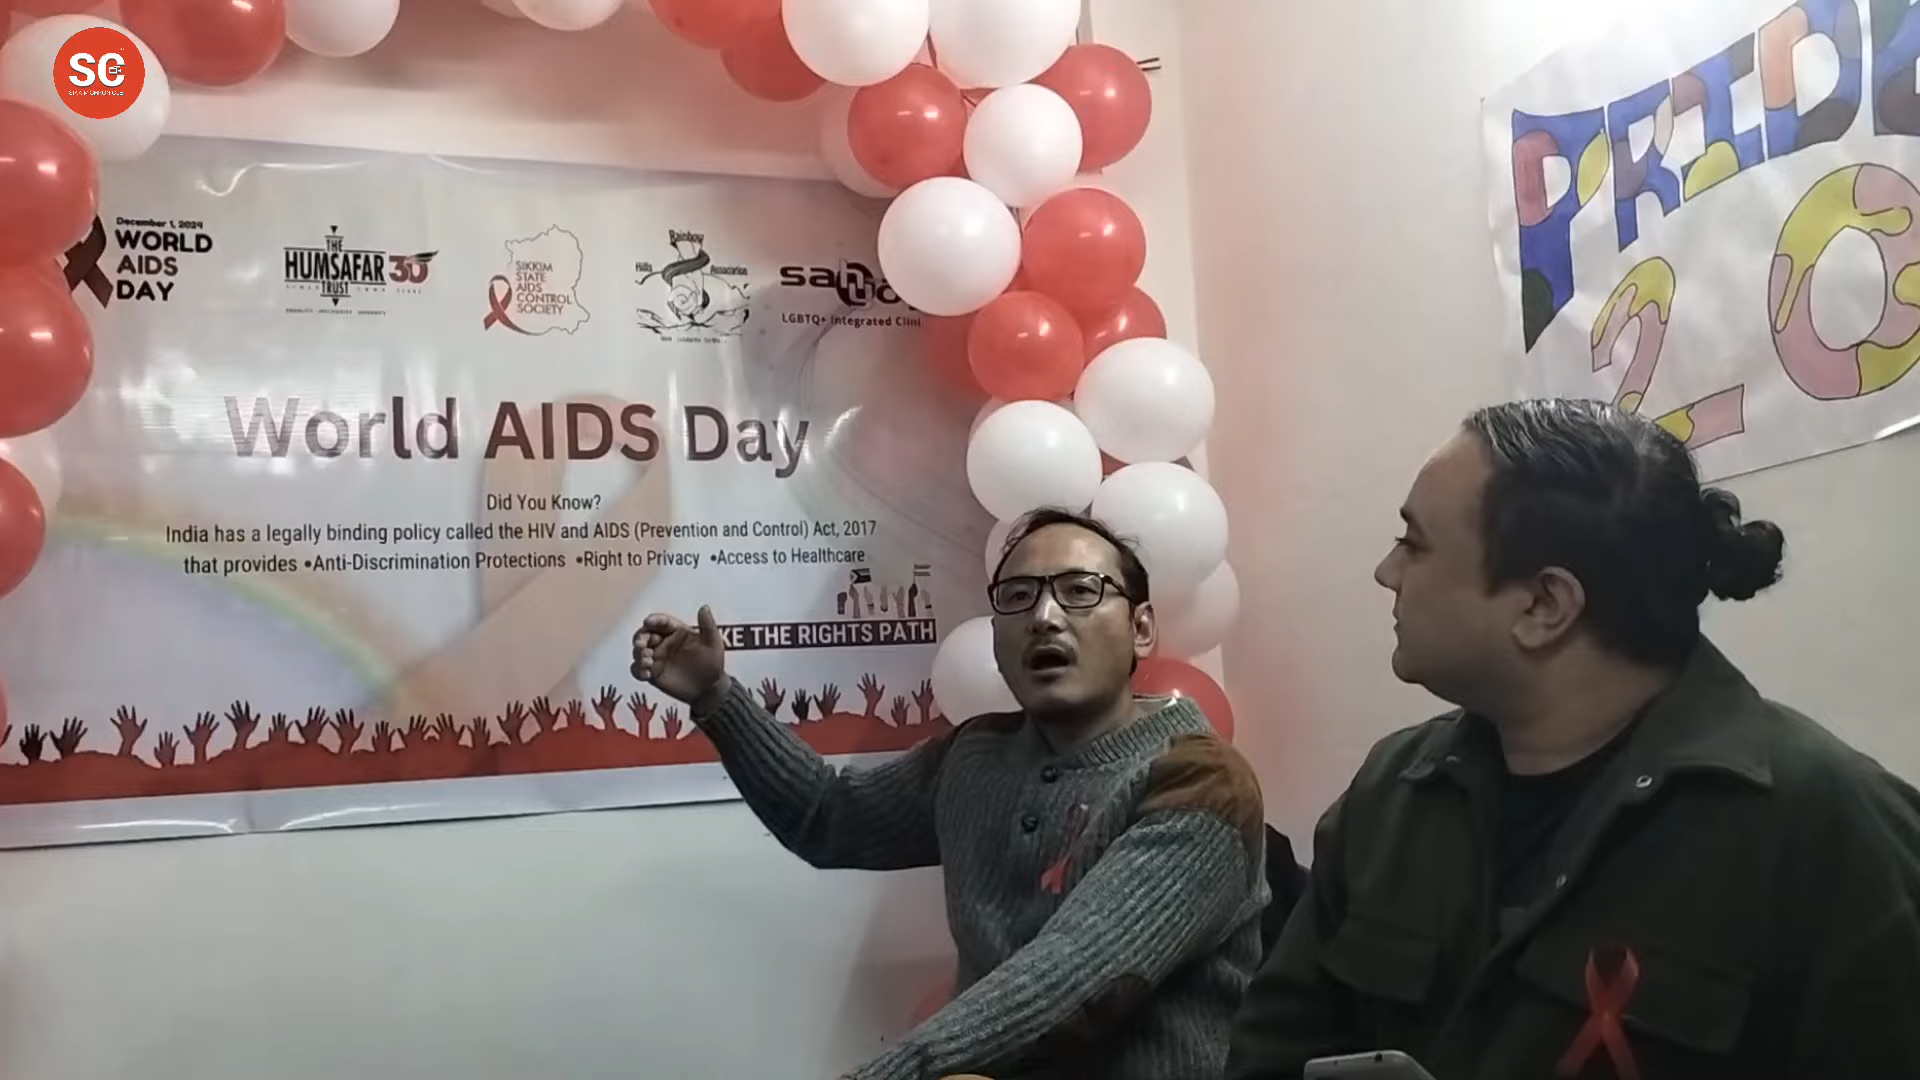 SC
December 1, 2024
WORLD
AIDS
DAY
THE
HUMSAFAR 30
TRUST
SIKKIM
STATE
AIDS
CONTROL
SOCIETY
Rainbow
Hills Association
LGBTQ+ Integrated
World AIDS Day
Did You Know?
India has a legally binding policy called the HIV and AIDS (Prevention and Control) Act, 2017
that provides •Anti-Discrimination Protections •Right to Privacy •Access to Healthcare
KE THE RIGHTS PATH
PRIDE
20